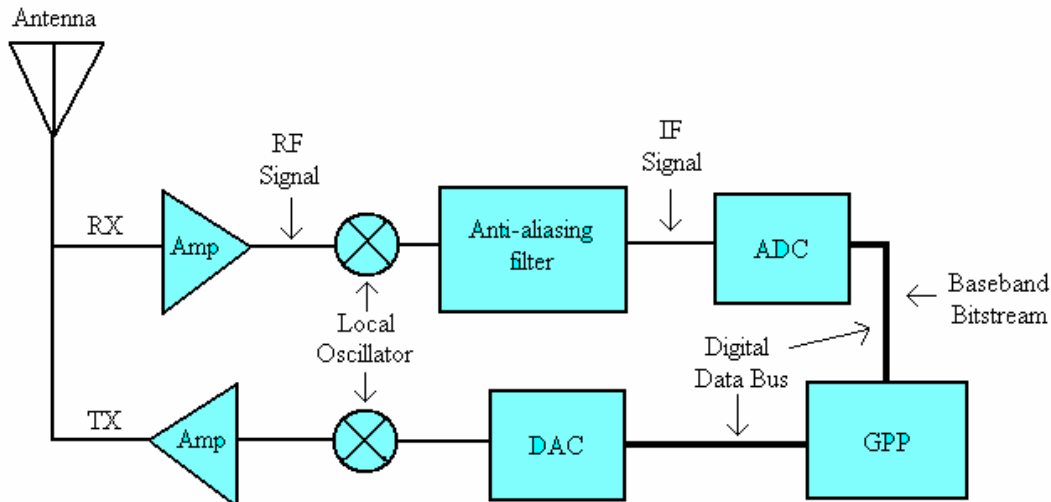 Antenna
RF
Signal
IF
Signal
RX
Amp
Anti-aliasing
filter
ADC
Baseband
Bitstream
Local
Oscillator
Digital
Data Bus
TX
Amp
DAC
GPP